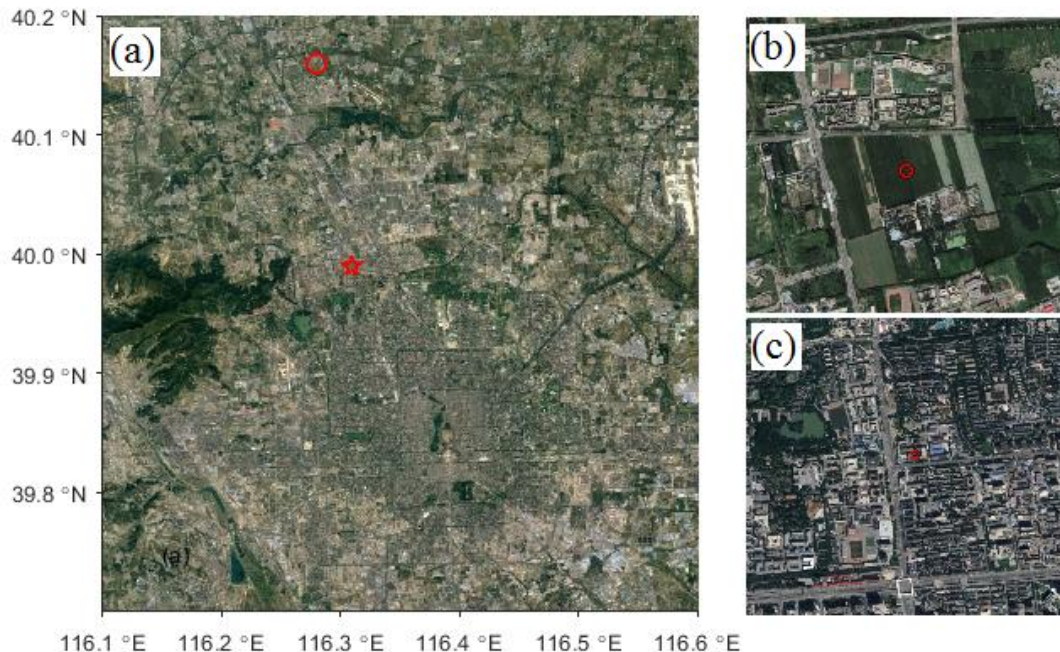 40.2 °N
(a)
40.1 °N
40.0 °N
39.9 °N
39.8 °N
(a)
116.1 °E 116.2 °E 116.3 °E 116.4 °E 116.5 °E 116.6 °E
(b)
(c)